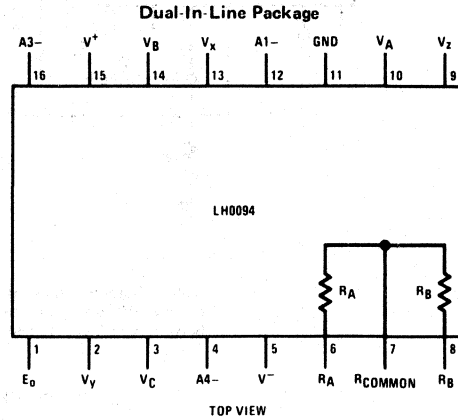 Dual-In-Line Package
A3− V+ VB Vx A1− GND VA Vz
16 15 14 13 12 11 10 9
LH0094
RA RB
1 2 3 4 5 6 7 8
Eo Vy VC A4− V− RA RCOMMON RB
TOP VIEW